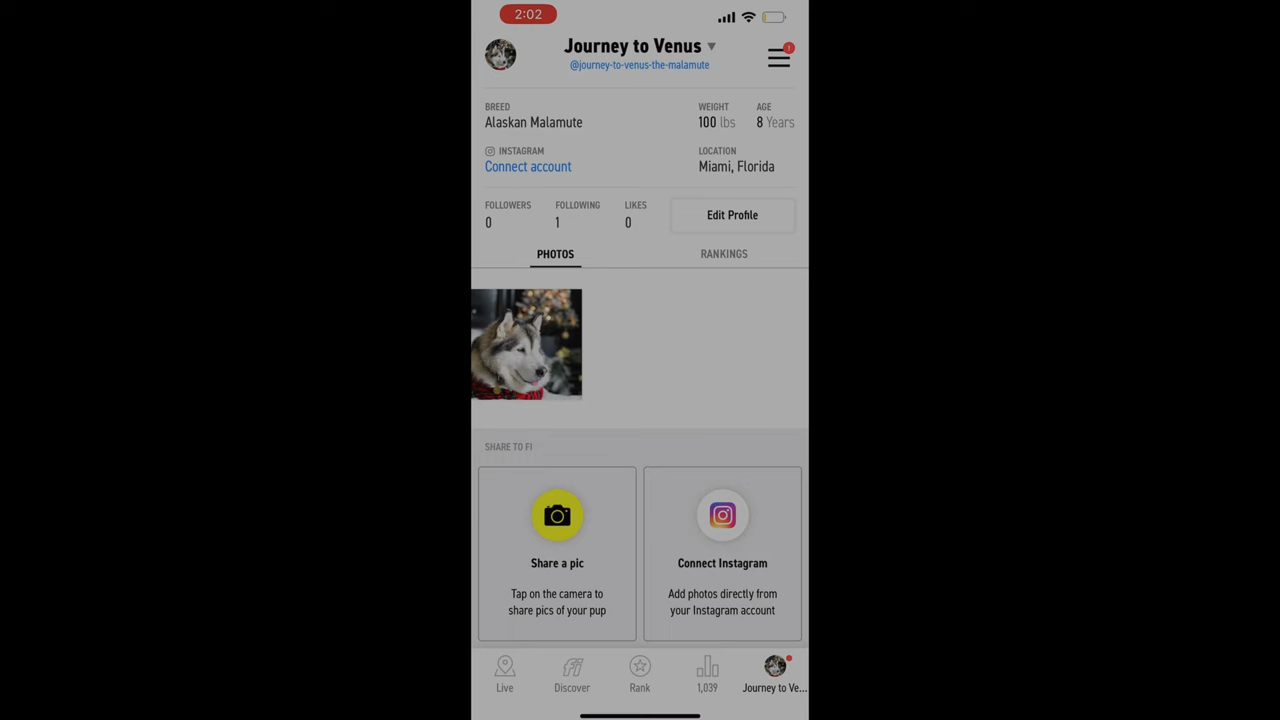 2:02
Journey to Venus
@journey-to-venus-the-malamute
BREED
WEIGHT
AGE
Alaskan Malamute
100 lbs
8 Years
INSTAGRAM
LOCATION
Connect account
Miami, Florida
FOLLOWERS
FOLLOWING
LIKES
0
1
0
Edit Profile
PHOTOS
RANKINGS
SHARE TO FI
Share a pic
Tap on the camera to
share pics of your pup
Connect Instagram
Add photos directly from
your Instagram account
Live
Fi
Discover
Rank
1,039
Journey to Ve...